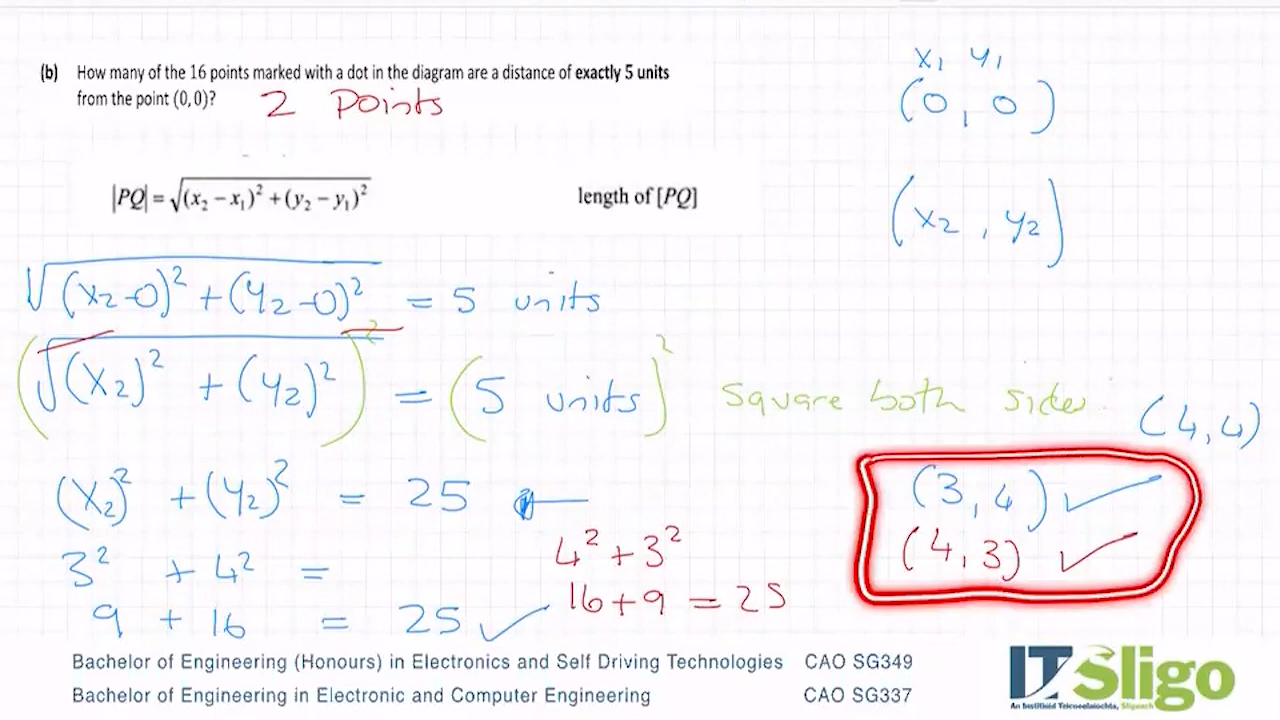 (b) How many of the 16 points marked with a dot in the diagram are a distance of exactly 5 units
from the point (0,0)? 2 Points
x₁ y₁
(0, 0)
|PQ| = √(x₂ − x₁)² + (y₂ − y₁)² length of [PQ]
(x₂, y₂)
√(x₂-0)² + (y₂-0)² = 5 units
(√(x₂)² + (y₂)²)² = (5 units)² Square both sides.
(4,4)
(x₂)² + (y₂)² = 25
(3,4) ✓
3² + 4² =
4² + 3²
(4,3) ✓
9 + 16 = 25 ✓
16 + 9 = 25
Bachelor of Engineering (Honours) in Electronics and Self Driving Technologies CAO SG349
Bachelor of Engineering in Electronic and Computer Engineering CAO SG337
IT Sligo
An Institiúid Teicneolaíochta, Sligeach